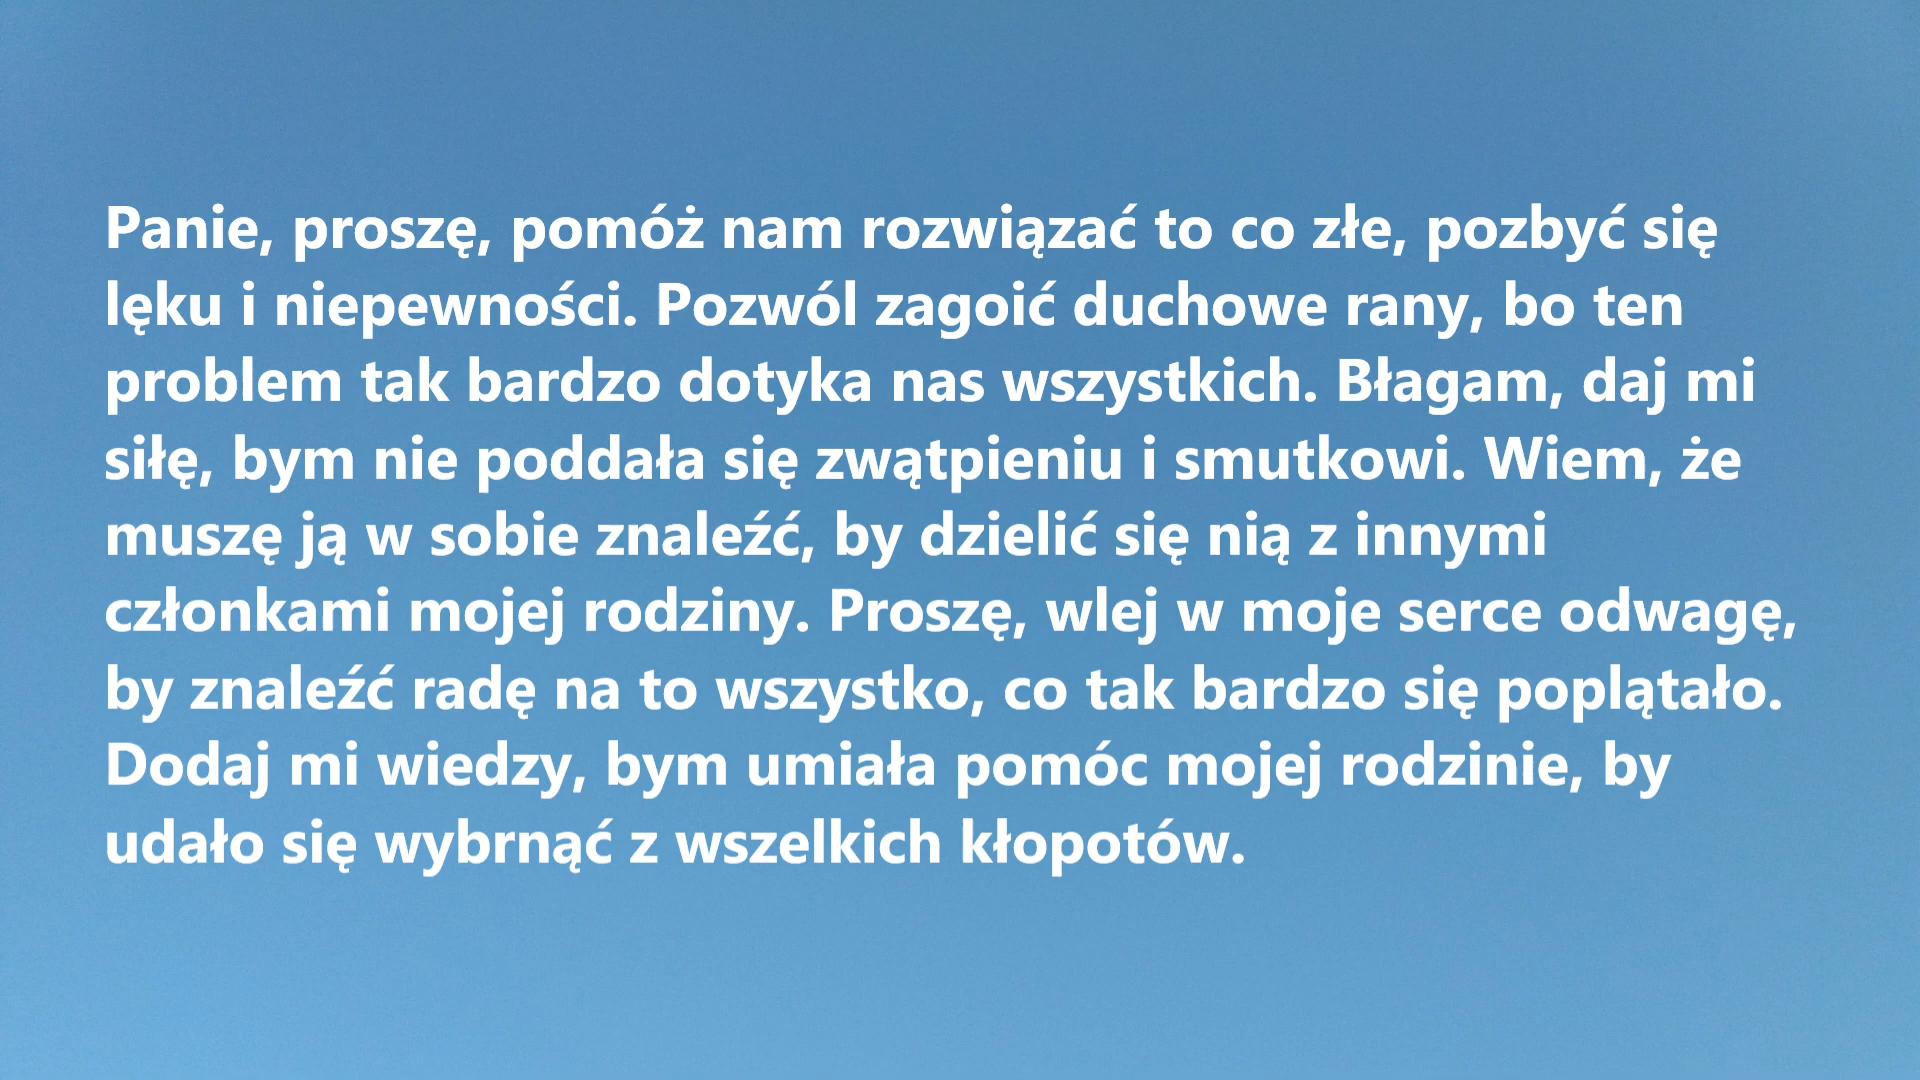 Panie, proszę, pomóż nam rozwiązać to co złe, pozbyć się
lęku i niepewności. Pozwól zagoić duchowe rany, bo ten
problem tak bardzo dotyka nas wszystkich. Błagam, daj mi
siłę, bym nie poddała się zwątpieniu i smutkowi. Wiem, że
muszę ją w sobie znaleźć, by dzielić się nią z innymi
członkami mojej rodziny. Proszę, wlej w moje serce odwagę,
by znaleźć radę na to wszystko, co tak bardzo się poplątało.
Dodaj mi wiedzy, bym umiała pomóc mojej rodzinie, by
udało się wybrnąć z wszelkich kłopotów.